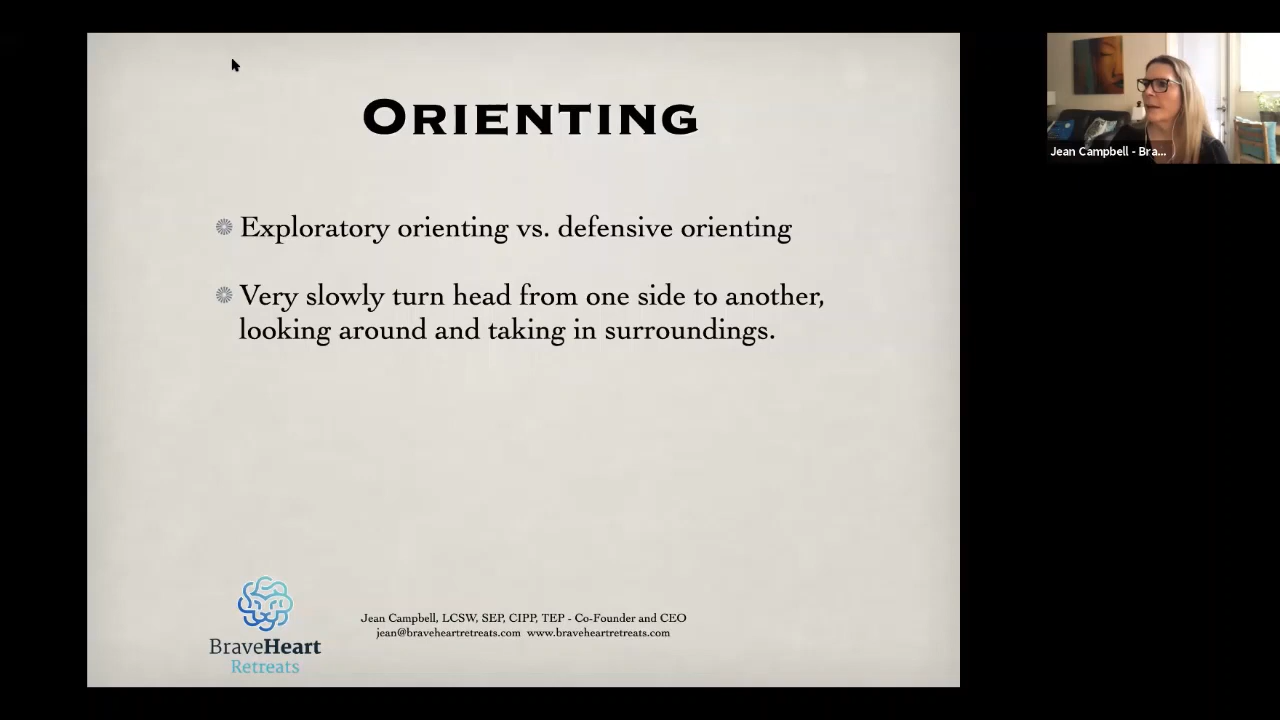 ORIENTING
Exploratory orienting vs. defensive orienting
Very slowly turn head from one side to another,
looking around and taking in surroundings.
Jean Campbell, LCSW, SEP, CIPP, TEP - Co-Founder and CEO
jean@braveheartretreats.com www.braveheartretreats.com
BraveHeart
Retreats
Jean Campbell - Bra...